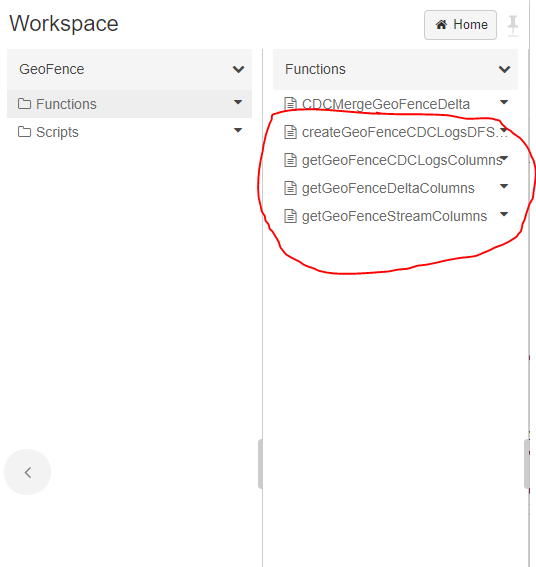 Workspace
Home
GeoFence
Functions
Scripts
Functions
CDCMergeGeoFenceDelta
createGeoFenceCDCLogsDFS...
getGeoFenceCDCLogsColumns
getGeoFenceDeltaColumns
getGeoFenceStreamColumns